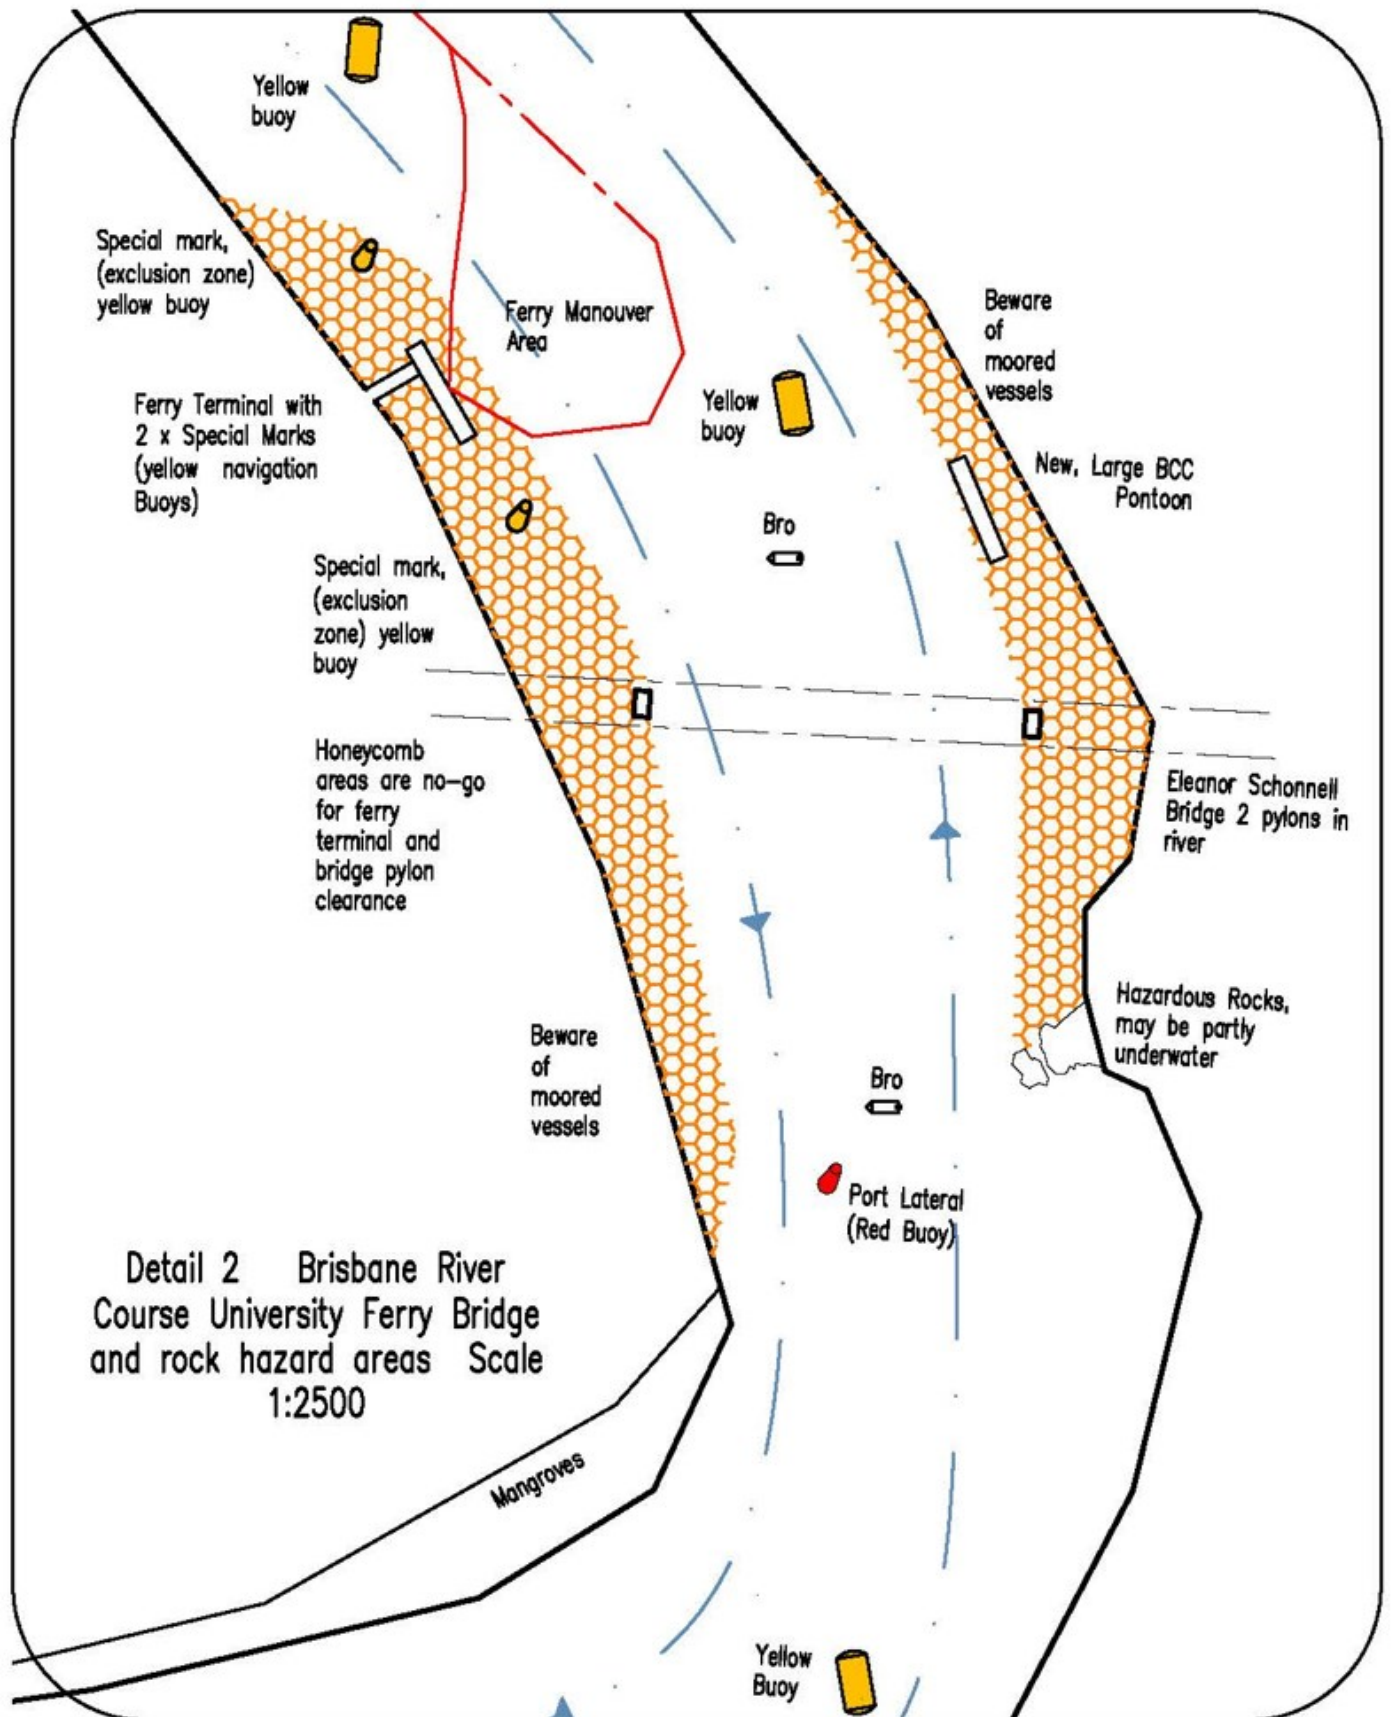 Yellow
buoy
Special mark,
(exclusion zone)
yellow buoy
Ferry Manouver
Area
Beware
of
moored
vessels
Ferry Terminal with
2 x Special Marks
(yellow navigation
Buoys)
Yellow
buoy
New, Large BCC
Pontoon
Bro
Special mark,
(exclusion
zone) yellow
buoy
Honeycomb
areas are no-go
for ferry
terminal and
bridge pylon
clearance
Eleanor Schonnell
Bridge 2 pylons in
river
Hazardous Rocks,
may be partly
underwater
Beware
of
moored
vessels
Bro
Port Lateral
(Red Buoy)
Detail 2 Brisbane River
Course University Ferry Bridge
and rock hazard areas Scale
1:2500
Mangroves
Yellow
Buoy